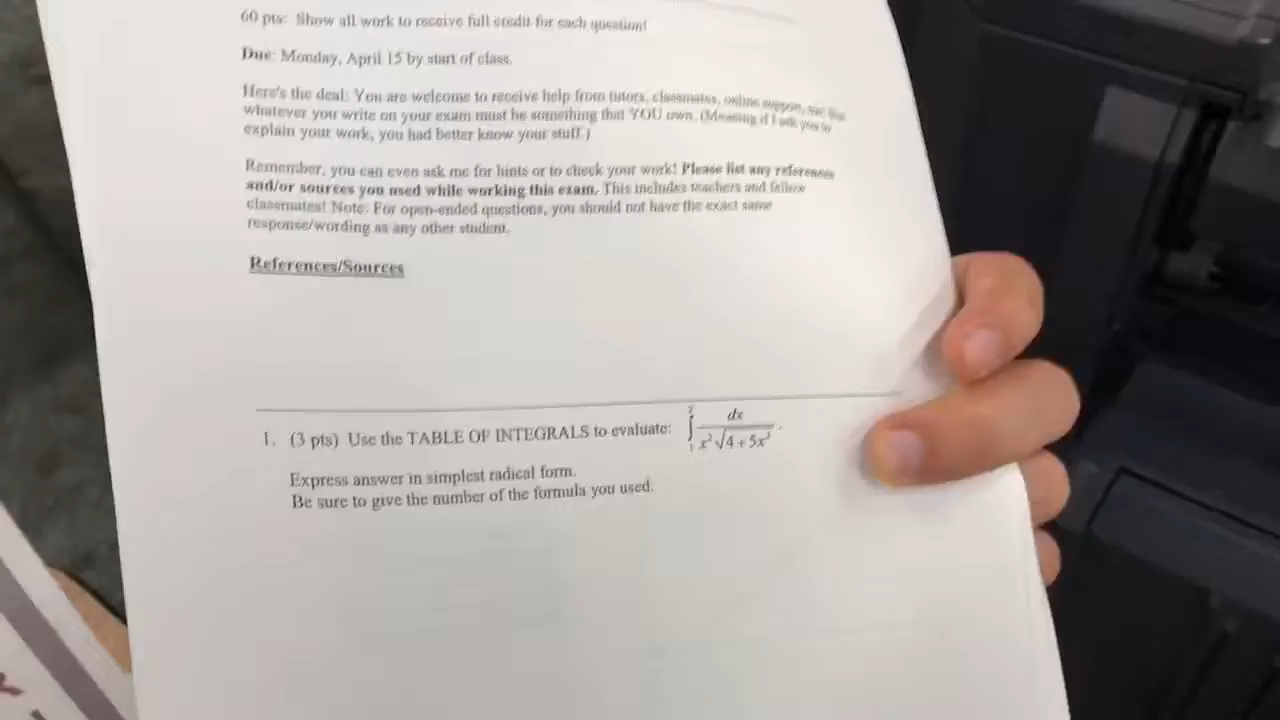 60 pts: Show all work to receive full credit for each question!
Due: Monday, April 15 by start of class.
Here's the deal: You are welcome to receive help from tutors, classmates, online support, etc. but
whatever you write on your exam must be something that YOU own. (Meaning if I ask you to
explain your work, you had better know your stuff.)
Remember, you can even ask me for hints or to check your work! Please list any references
and/or sources you used while working this exam. This includes teachers and fellow
classmates! Note: For open-ended questions, you should not have the exact same
response/wording as any other student.
References/Sources
1. (3 pts) Use the TABLE OF INTEGRALS to evaluate: ∫₁² dx / (x²√(4 + 5x²)).
Express answer in simplest radical form.
Be sure to give the number of the formula you used.